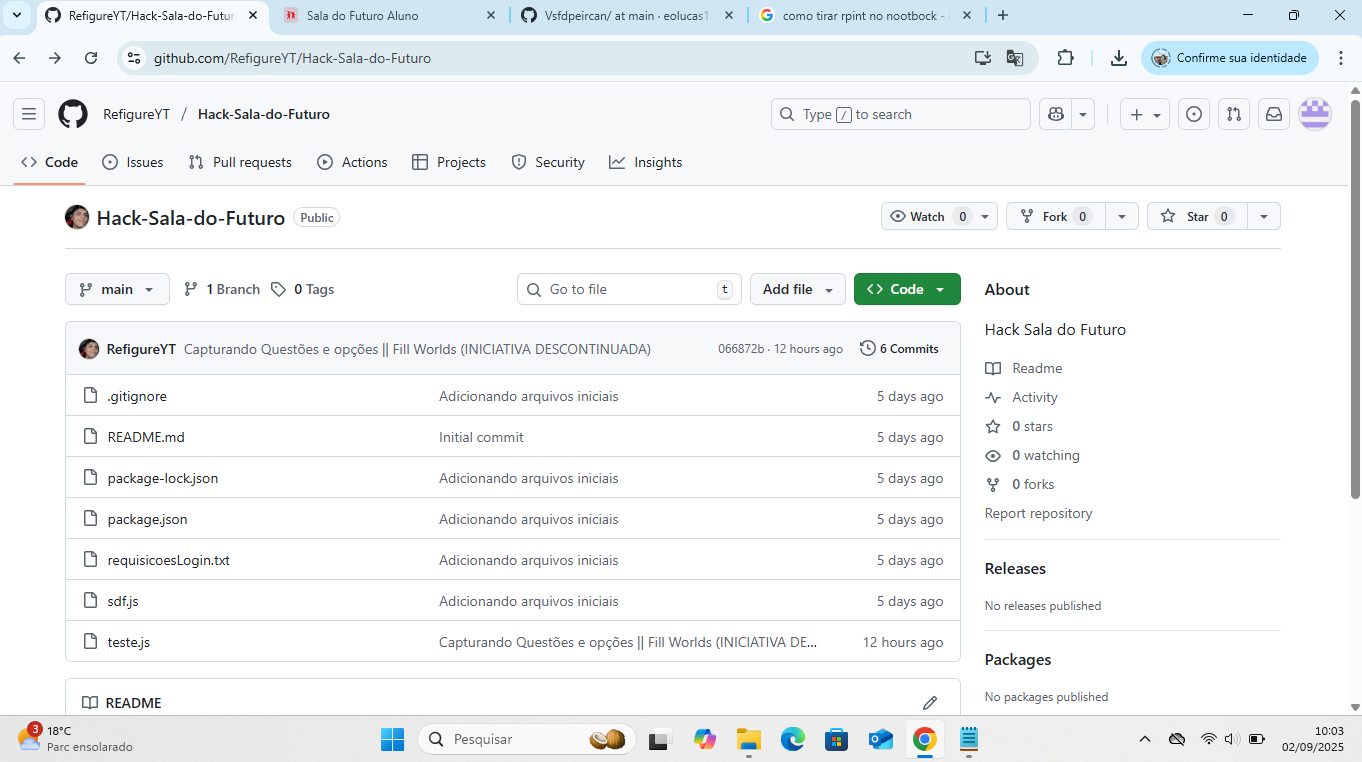 RefigureYT/Hack-Sala-do-Futur
Sala do Futuro Aluno
Vsfdpeircan/ at main · eolucas1
como tirar rpint no nootbock -
github.com/RefigureYT/Hack-Sala-do-Futuro
Confirme sua identidade
RefigureYT / Hack-Sala-do-Futuro
Type / to search
Code
Issues
Pull requests
Actions
Projects
Security
Insights
Hack-Sala-do-Futuro Public
Watch 0
Fork 0
Star 0
main
1 Branch
0 Tags
Go to file t
Add file
<> Code
RefigureYT Capturando Questões e opções || Fill Worlds (INICIATIVA DESCONTINUADA) 066872b · 12 hours ago 6 Commits
.gitignore Adicionando arquivos iniciais 5 days ago
README.md Initial commit 5 days ago
package-lock.json Adicionando arquivos iniciais 5 days ago
package.json Adicionando arquivos iniciais 5 days ago
requisicoesLogin.txt Adicionando arquivos iniciais 5 days ago
sdf.js Adicionando arquivos iniciais 5 days ago
teste.js Capturando Questões e opções || Fill Worlds (INICIATIVA DE... 12 hours ago
README
About
Hack Sala do Futuro
Readme
Activity
0 stars
0 watching
0 forks
Report repository
Releases
No releases published
Packages
No packages published
3
18°C
Parc ensolarado
Pesquisar
10:03
02/09/2025